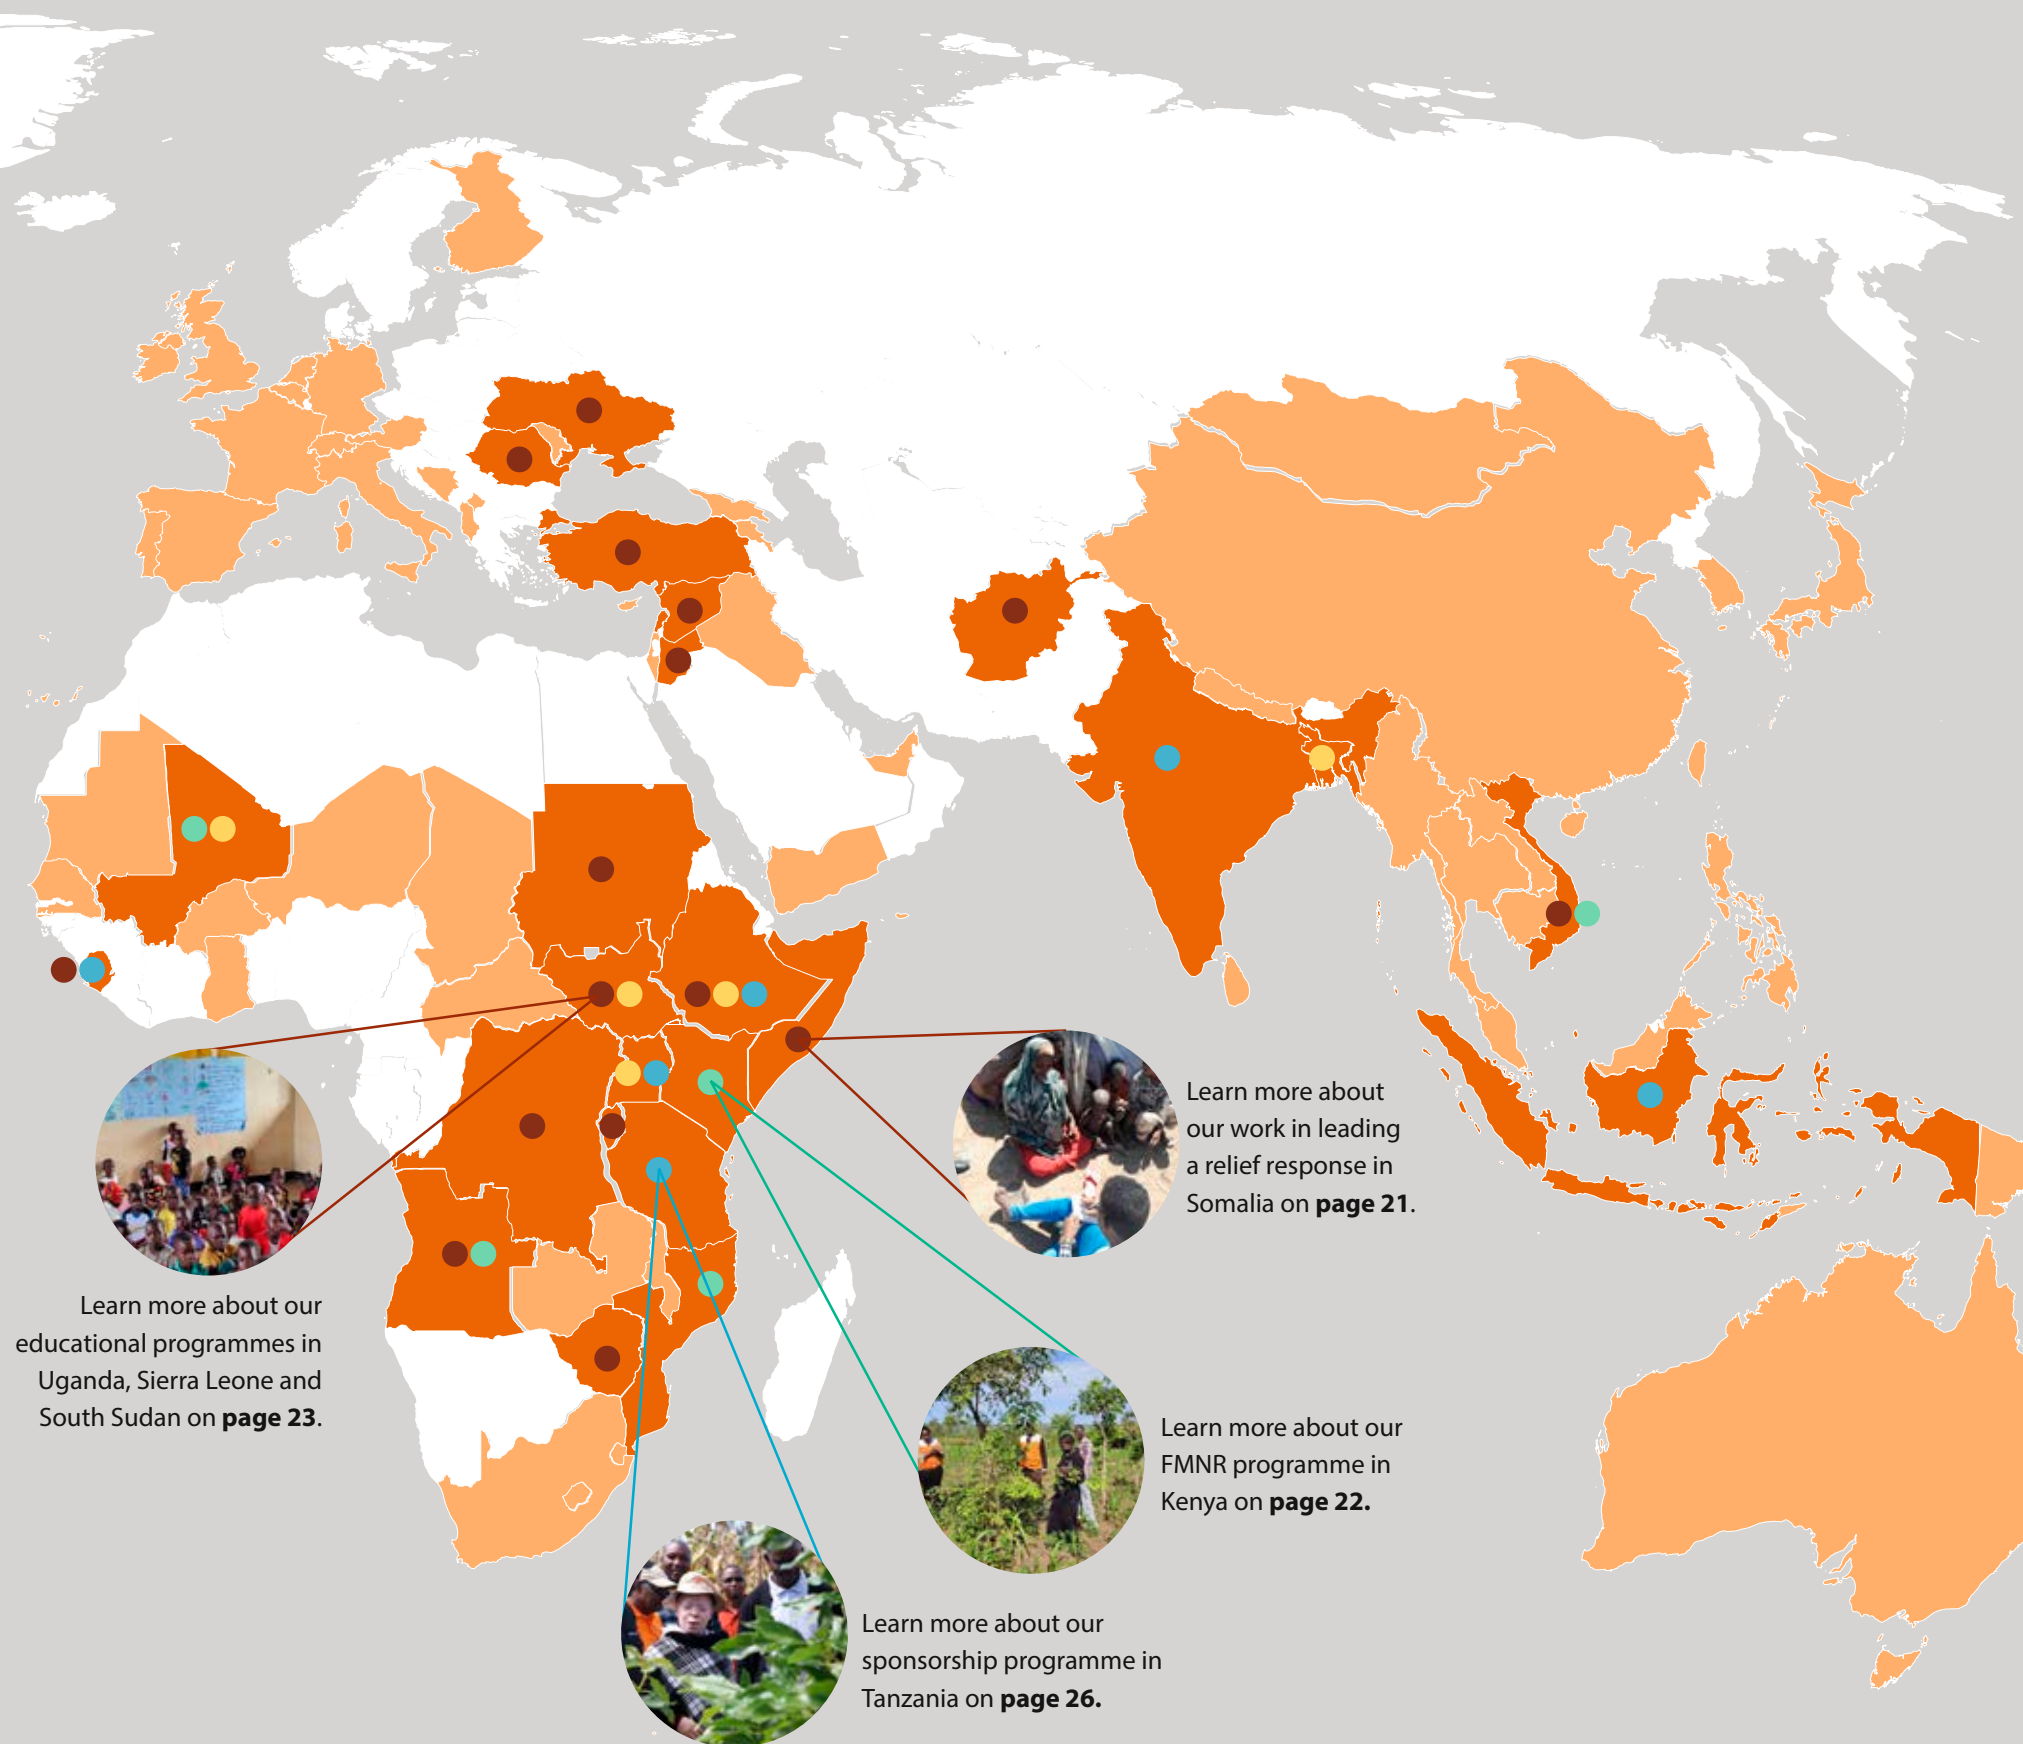 Learn more about
our work in leading
a relief response in
Somalia on page 21.
Learn more about our
educational programmes in
Uganda, Sierra Leone and
South Sudan on page 23.
Learn more about our
FMNR programme in
Kenya on page 22.
Learn more about our
sponsorship programme in
Tanzania on page 26.